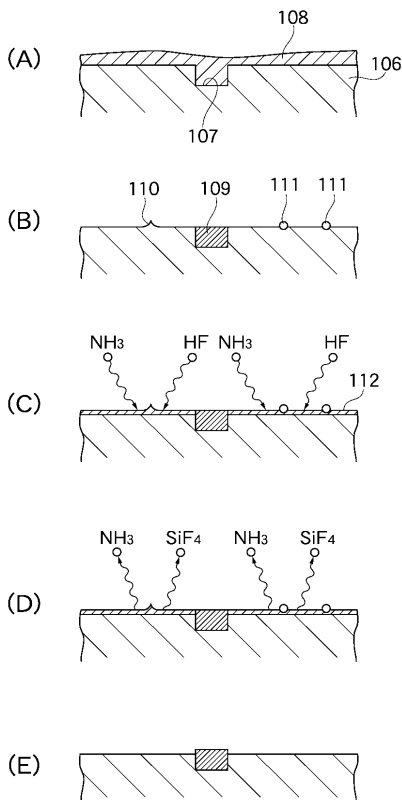 (A)
108
106
107
(B)
110
109
111
111
(C)
NH3
HF
NH3
HF
112
(D)
NH3
SiF4
NH3
SiF4
(E)